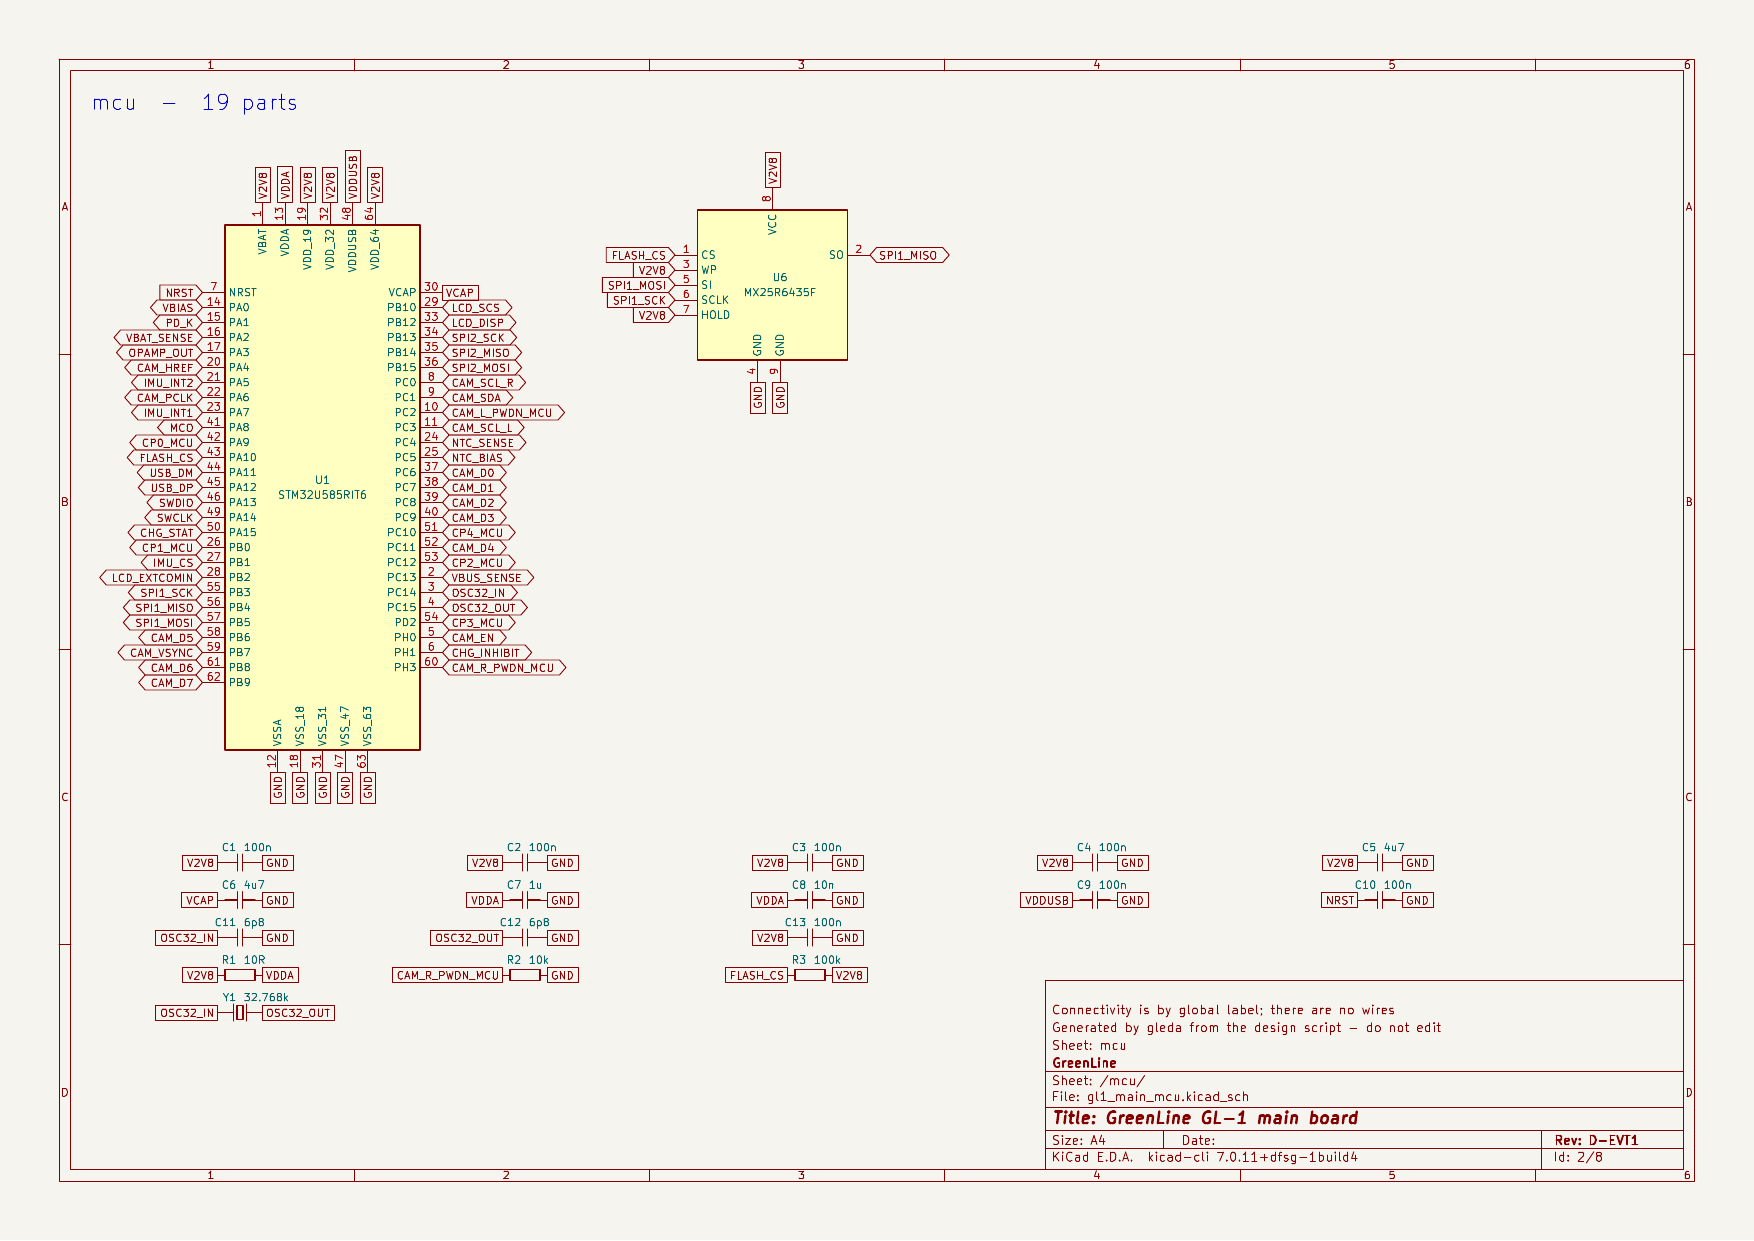 1 2 3 4 5 6
mcu - 19 parts
A A
B B
C C
D D
V2V8 VDDA V2V8 V2V8 VDDUSB V2V8
1 13 19 32 48 64
VBAT VDDA VDD_19 VDD_32 VDDUSB VDD_64
NRST 7 NRST VCAP 30 VCAP
VBIAS 14 PA0 PB10 29 LCD_SCS
PD_K 15 PA1 PB12 33 LCD_DISP
VBAT_SENSE 16 PA2 PB13 34 SPI2_SCK
OPAMP_OUT 17 PA3 PB14 35 SPI2_MISO
CAM_HREF 20 PA4 PB15 36 SPI2_MOSI
IMU_INT2 21 PA5 PC0 8 CAM_SCL_R
CAM_PCLK 22 PA6 PC1 9 CAM_SDA
IMU_INT1 23 PA7 PC2 10 CAM_L_PWDN_MCU
MCO 41 PA8 PC3 11 CAM_SCL_L
CP0_MCU 42 PA9 PC4 24 NTC_SENSE
FLASH_CS 43 PA10 PC5 25 NTC_BIAS
USB_DM 44 PA11 PC6 37 CAM_D0
USB_DP 45 PA12 PC7 38 CAM_D1
SWDIO 46 PA13 PC8 39 CAM_D2
SWCLK 49 PA14 PC9 40 CAM_D3
CHG_STAT 50 PA15 PC10 51 CP4_MCU
CP1_MCU 26 PB0 PC11 52 CAM_D4
IMU_CS 27 PB1 PC12 53 CP2_MCU
LCD_EXTCOMIN 28 PB2 PC13 2 VBUS_SENSE
SPI1_SCK 55 PB3 PC14 3 OSC32_IN
SPI1_MISO 56 PB4 PC15 4 OSC32_OUT
SPI1_MOSI 57 PB5 PD2 54 CP3_MCU
CAM_D5 58 PB6 PH0 5 CAM_EN
CAM_VSYNC 59 PB7 PH1 6 CHG_INHIBIT
CAM_D6 61 PB8 PH3 60 CAM_R_PWDN_MCU
CAM_D7 62 PB9
U1
STM32U585RIT6
VSSA VSS_18 VSS_31 VSS_47 VSS_63
12 18 31 47 63
GND GND GND GND GND
V2V8
8
VCC
FLASH_CS 1 CS SO 2 SPI1_MISO
V2V8 3 WP
SPI1_MOSI 5 SI
SPI1_SCK 6 SCLK
V2V8 7 HOLD
U6
MX25R6435F
GND GND
4 9
GND GND
C1 100n C2 100n C3 100n C4 100n C5 4u7
V2V8 GND V2V8 GND V2V8 GND V2V8 GND V2V8 GND
C6 4u7 C7 1u C8 10n C9 100n C10 100n
VCAP GND VDDA GND VDDA GND VDDUSB GND NRST GND
C11 6p8 C12 6p8 C13 100n
OSC32_IN GND OSC32_OUT GND V2V8 GND
R1 10R R2 10k R3 100k
V2V8 VDDA CAM_R_PWDN_MCU GND FLASH_CS V2V8
Y1 32.768k
OSC32_IN OSC32_OUT
Connectivity is by global label; there are no wires
Generated by gleda from the design script - do not edit
Sheet: mcu
GreenLine
Sheet: /mcu/
File: gl1_main_mcu.kicad_sch
Title: GreenLine GL-1 main board
Size: A4 Date: Rev: D-EVT1
KiCad E.D.A. kicad-cli 7.0.11+dfsg-1build4 Id: 2/8
1 2 3 4 5 6